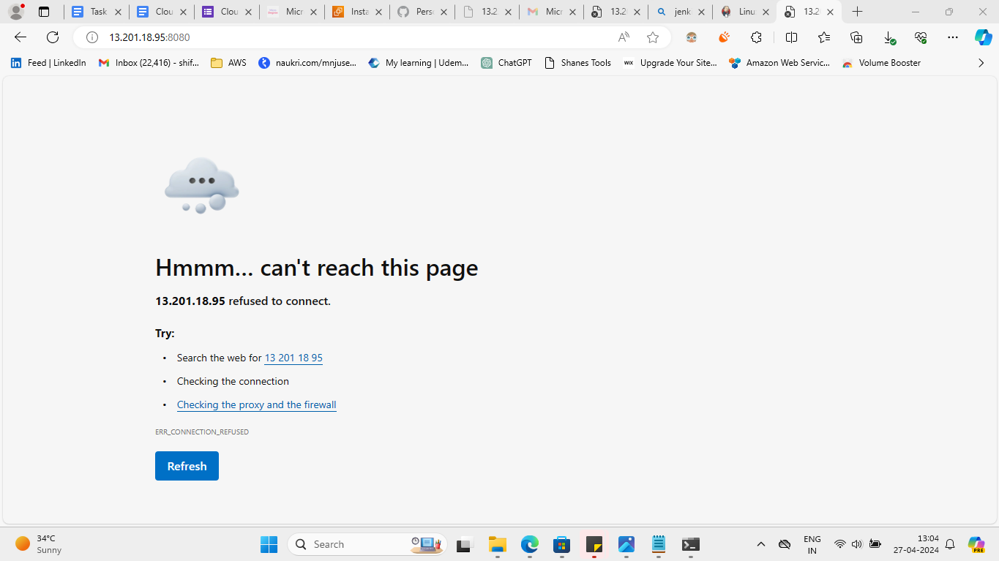 Task
Clou
Clou
Micr
Insta
Pers
13.2
Micr
13.20
jenk
Linu
13.2
13.201.18.95:8080
Feed | LinkedIn
Inbox (22,416) - shif...
AWS
naukri.com/mnjuse...
My learning | Udem...
ChatGPT
Shanes Tools
WIX
Upgrade Your Site...
Amazon Web Servic...
Volume Booster
Hmmm... can't reach this page
13.201.18.95 refused to connect.
Try:
• Search the web for 13 201 18 95
• Checking the connection
• Checking the proxy and the firewall
ERR_CONNECTION_REFUSED
Refresh
34°C
Sunny
Search
ENG
IN
13:04
27-04-2024
PRE